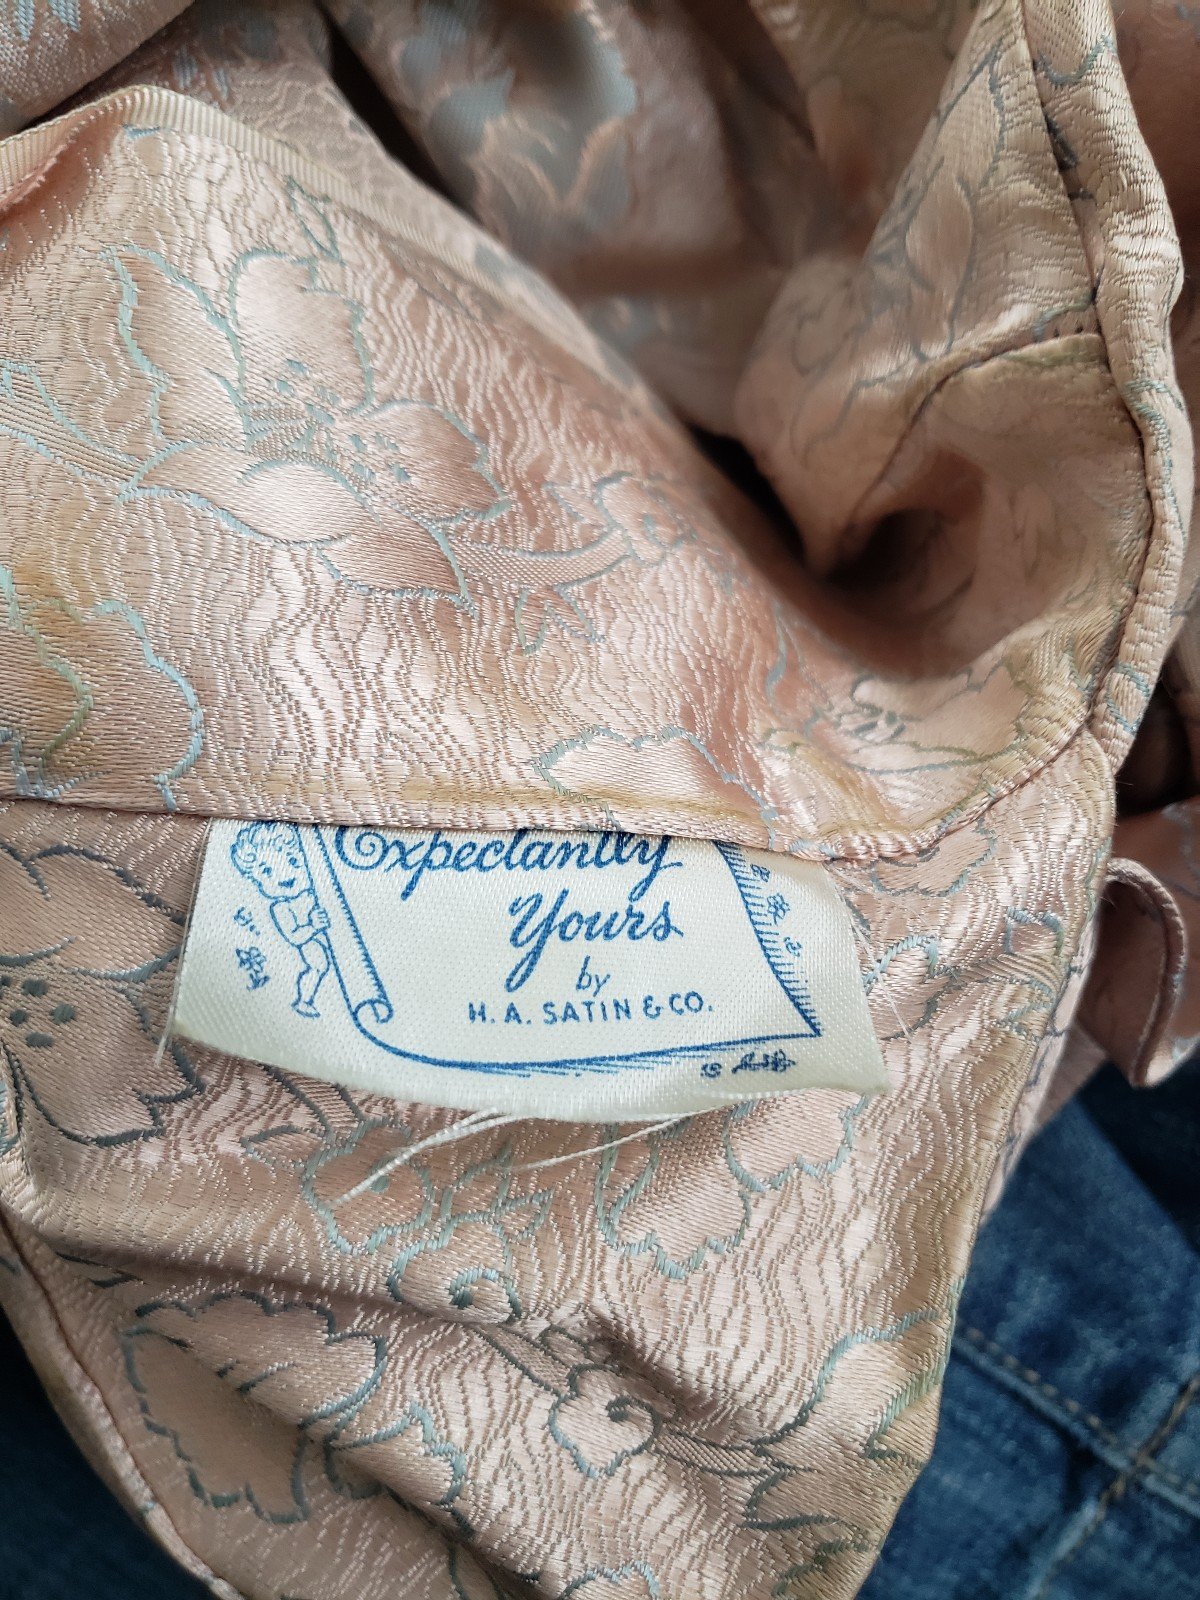 Expectantly
Yours
by
H. A. SATIN & CO.